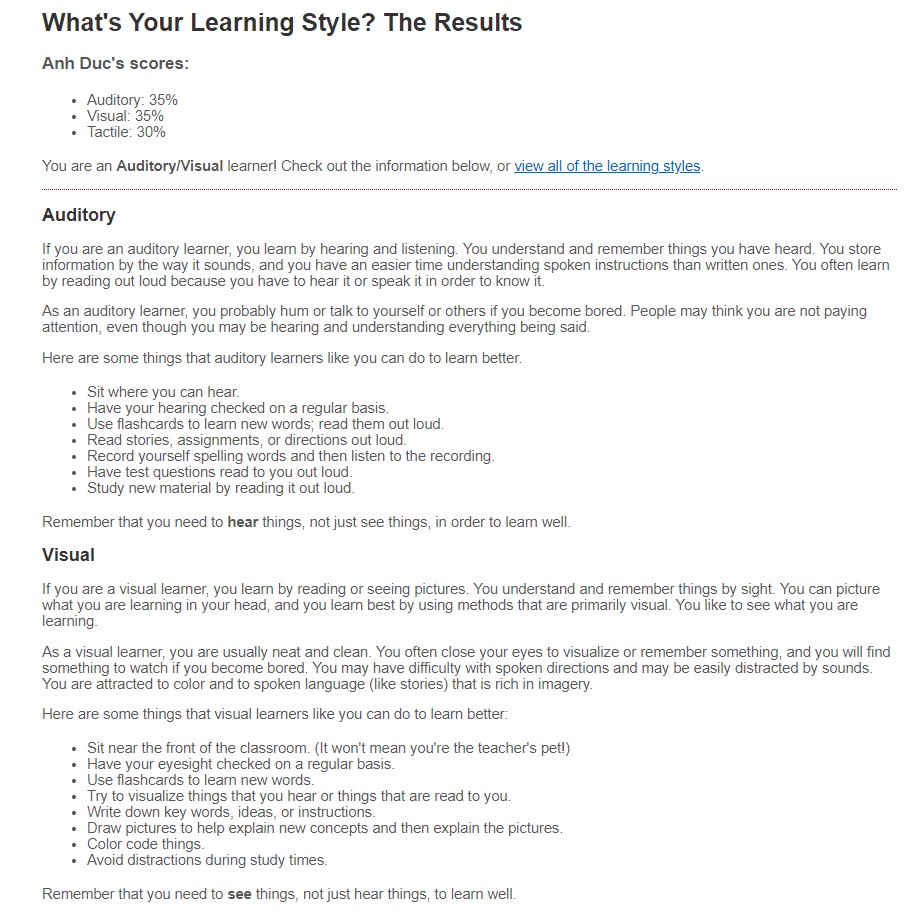 What's Your Learning Style? The Results
Anh Duc's scores:
• Auditory: 35%
• Visual: 35%
• Tactile: 30%
You are an Auditory/Visual learner! Check out the information below, or view all of the learning styles.
Auditory
If you are an auditory learner, you learn by hearing and listening. You understand and remember things you have heard. You store
information by the way it sounds, and you have an easier time understanding spoken instructions than written ones. You often learn
by reading out loud because you have to hear it or speak it in order to know it.
As an auditory learner, you probably hum or talk to yourself or others if you become bored. People may think you are not paying
attention, even though you may be hearing and understanding everything being said.
Here are some things that auditory learners like you can do to learn better.
• Sit where you can hear.
• Have your hearing checked on a regular basis.
• Use flashcards to learn new words; read them out loud.
• Read stories, assignments, or directions out loud.
• Record yourself spelling words and then listen to the recording.
• Have test questions read to you out loud.
• Study new material by reading it out loud.
Remember that you need to hear things, not just see things, in order to learn well.
Visual
If you are a visual learner, you learn by reading or seeing pictures. You understand and remember things by sight. You can picture
what you are learning in your head, and you learn best by using methods that are primarily visual. You like to see what you are
learning.
As a visual learner, you are usually neat and clean. You often close your eyes to visualize or remember something, and you will find
something to watch if you become bored. You may have difficulty with spoken directions and may be easily distracted by sounds.
You are attracted to color and to spoken language (like stories) that is rich in imagery.
Here are some things that visual learners like you can do to learn better:
• Sit near the front of the classroom. (It won't mean you're the teacher's pet!)
• Have your eyesight checked on a regular basis.
• Use flashcards to learn new words.
• Try to visualize things that you hear or things that are read to you.
• Write down key words, ideas, or instructions.
• Draw pictures to help explain new concepts and then explain the pictures.
• Color code things.
• Avoid distractions during study times.
Remember that you need to see things, not just hear things, to learn well.